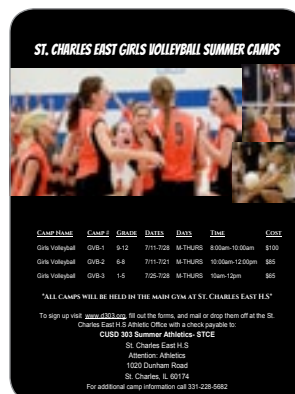 ST. CHARLES EAST GIRLS VOLLEYBALL SUMMER CAMPS
CAMP NAME CAMP # GRADE DATES DAYS TIME COST
Girls Volleyball GVB-1 9-12 7/11-7/28 M-THURS 8:00am-10:00am $100
Girls Volleyball GVB-2 6-8 7/11-7/21 M-THURS 10:00am-12:00pm $85
Girls Volleyball GVB-3 1-5 7/25-7/28 M-THURS 10am-12pm $65
"ALL CAMPS WILL BE HELD IN THE MAIN GYM AT ST. CHARLES EAST H.S"
To sign up visit www.d303.org, fill out the forms, and mail or drop them off at the St.
Charles East H.S Athletic Office with a check payable to:
CUSD 303 Summer Athletics- STCE
St. Charles East H.S
Attention: Athletics
1020 Dunham Road
St. Charles, IL 60174
For additional camp information call 331-228-5682